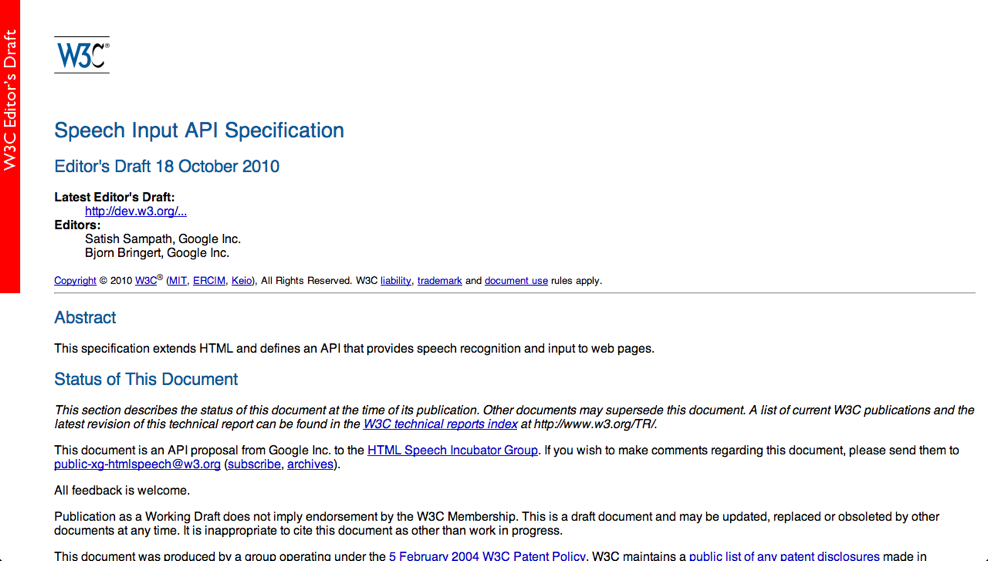 W3C Editor's Draft
W3C®
Speech Input API Specification
Editor's Draft 18 October 2010
Latest Editor's Draft:
http://dev.w3.org/...
Editors:
Satish Sampath, Google Inc.
Bjorn Bringert, Google Inc.
Copyright © 2010 W3C® (MIT, ERCIM, Keio), All Rights Reserved. W3C liability, trademark and document use rules apply.
Abstract
This specification extends HTML and defines an API that provides speech recognition and input to web pages.
Status of This Document
This section describes the status of this document at the time of its publication. Other documents may supersede this document. A list of current W3C publications and the
latest revision of this technical report can be found in the W3C technical reports index at http://www.w3.org/TR/.
This document is an API proposal from Google Inc. to the HTML Speech Incubator Group. If you wish to make comments regarding this document, please send them to
public-xg-htmlspeech@w3.org (subscribe, archives).
All feedback is welcome.
Publication as a Working Draft does not imply endorsement by the W3C Membership. This is a draft document and may be updated, replaced or obsoleted by other
documents at any time. It is inappropriate to cite this document as other than work in progress.
This document was produced by a group operating under the 5 February 2004 W3C Patent Policy. W3C maintains a public list of any patent disclosures made in